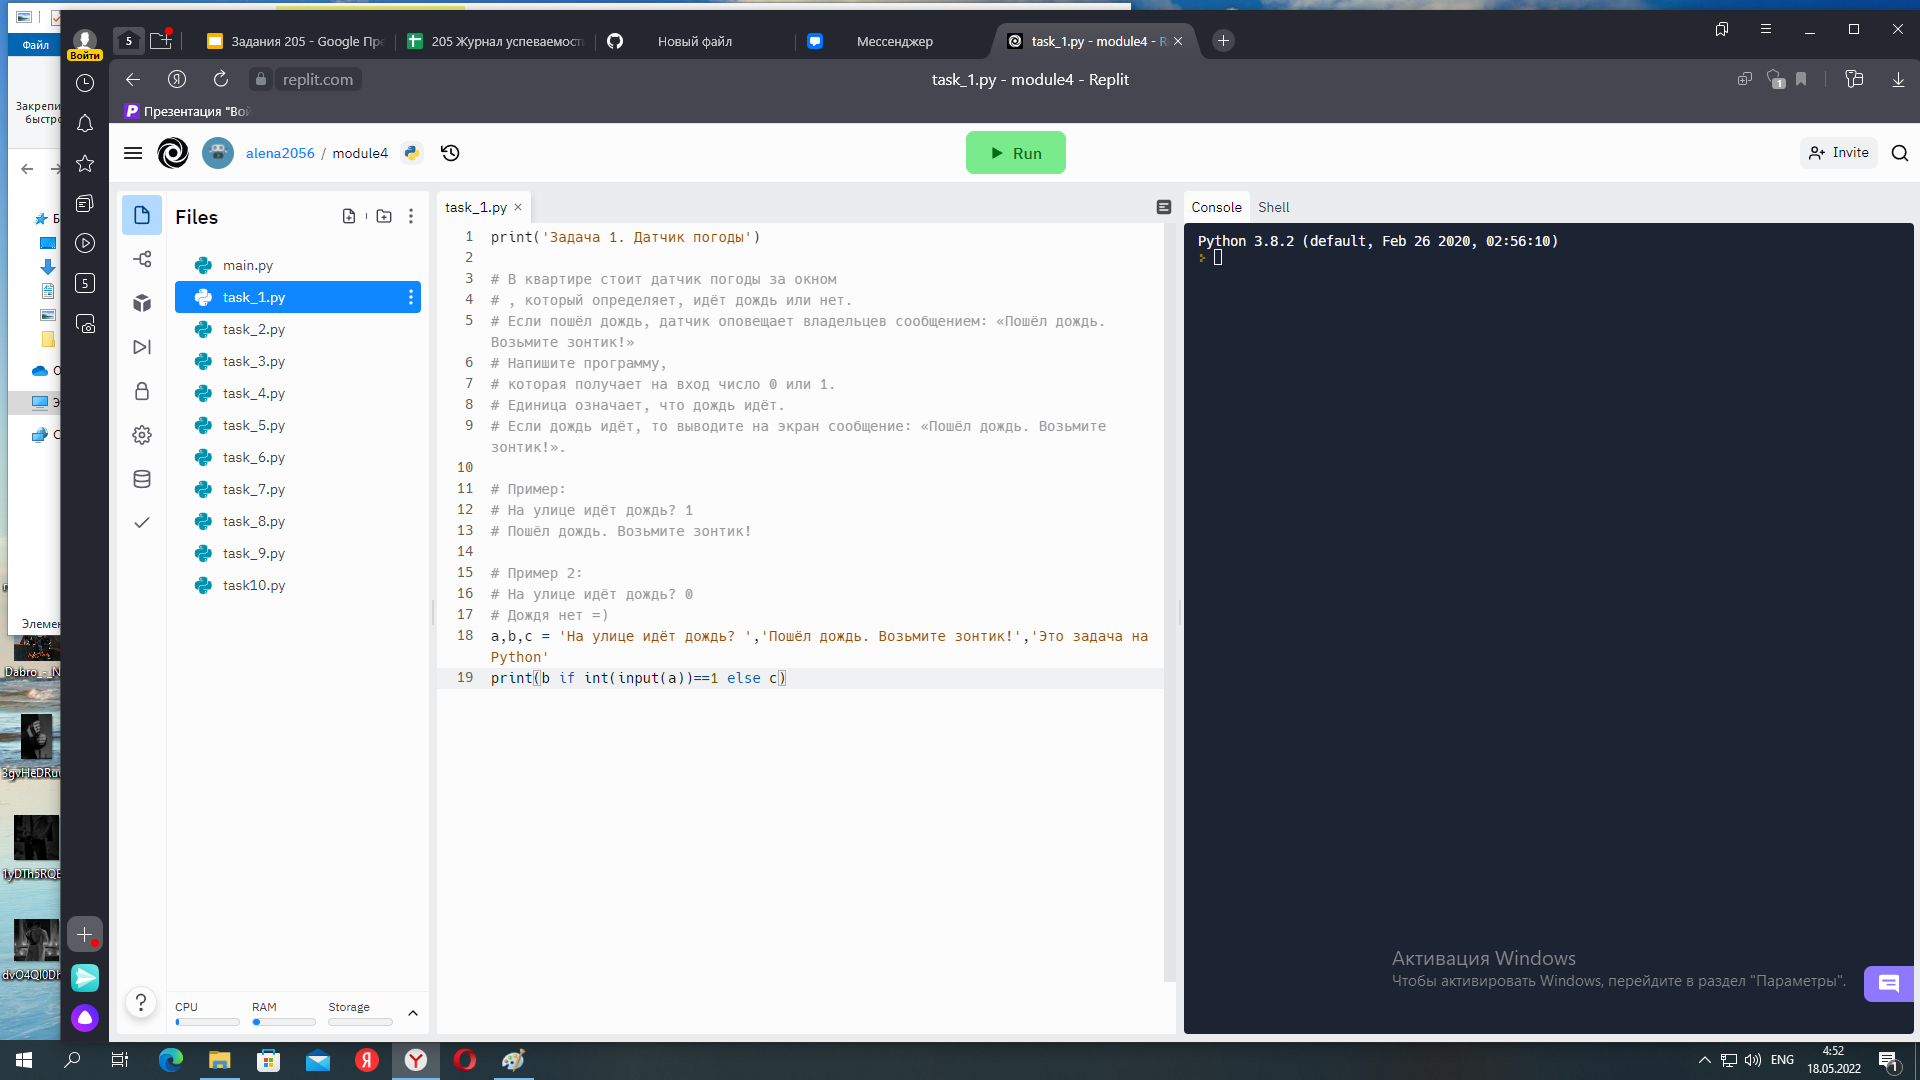 Файл
Войти
5
Задания 205 - Google Пре
205 Журнал успеваемост
Новый файл
Мессенджер
task_1.py - module4 - R
replit.com
task_1.py - module4 - Replit
1
Закрепи
быстро
Презентация "Вой
alena2056 / module4
Run
Invite
Files
main.py
task_1.py
task_2.py
task_3.py
task_4.py
task_5.py
task_6.py
task_7.py
task_8.py
task_9.py
task10.py
5
task_1.py
1 print('Задача 1. Датчик погоды')
2
3 # В квартире стоит датчик погоды за окном
4 # , который определяет, идёт дождь или нет.
5 # Если пошёл дождь, датчик оповещает владельцев сообщением: «Пошёл дождь.
Возьмите зонтик!»
6 # Напишите программу,
7 # которая получает на вход число 0 или 1.
8 # Единица означает, что дождь идёт.
9 # Если дождь идёт, то выводите на экран сообщение: «Пошёл дождь. Возьмите
зонтик!».
10
11 # Пример:
12 # На улице идёт дождь? 1
13 # Пошёл дождь. Возьмите зонтик!
14
15 # Пример 2:
16 # На улице идёт дождь? 0
17 # Дождя нет =)
18 a,b,c = 'На улице идёт дождь? ','Пошёл дождь. Возьмите зонтик!','Это задача на
Python'
19 print(b if int(input(a))==1 else c)
Console
Shell
Python 3.8.2 (default, Feb 26 2020, 02:56:10)
Элемен
Dabro_-_N
dvO4QI0Dh
CPU
RAM
Storage
?
Активация Windows
Чтобы активировать Windows, перейдите в раздел "Параметры".
ENG
4:52
18.05.2022
1